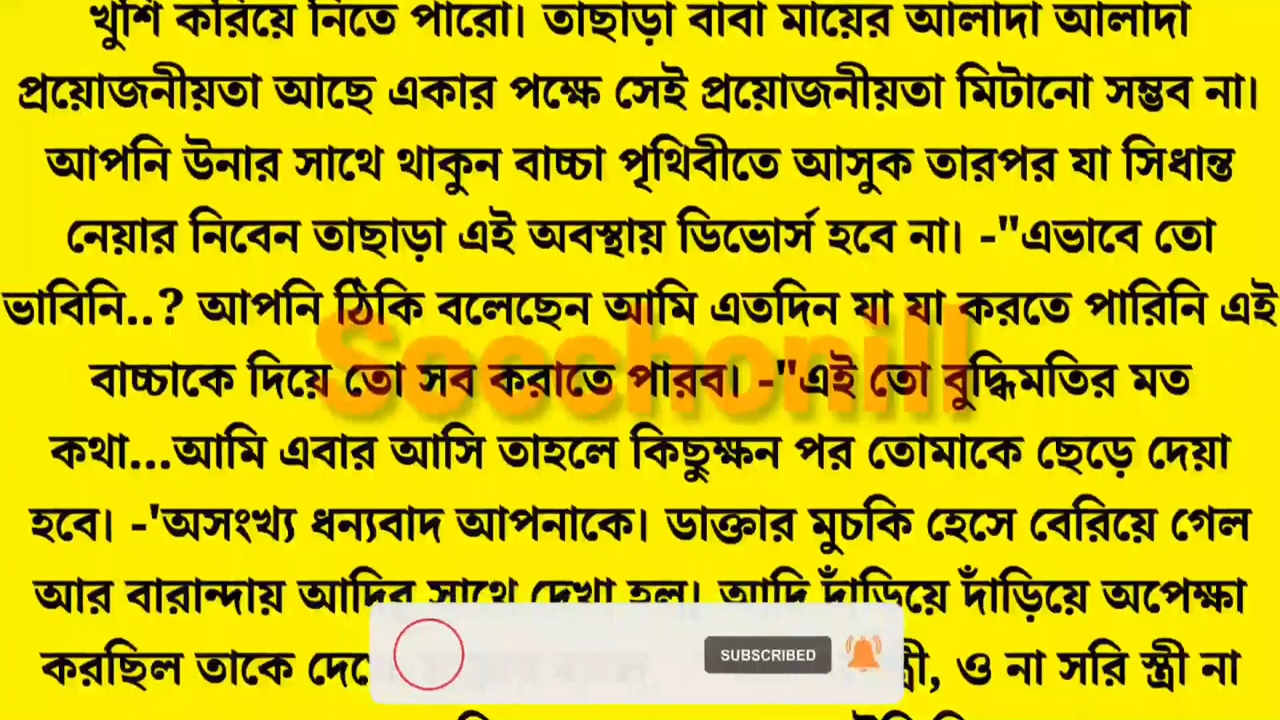 খুশি করিয়ে নিতে পারো। তাছাড়া বাবা মায়ের আলাদা আলাদা
প্রয়োজনীয়তা আছে একার পক্ষে সেই প্রয়োজনীয়তা মিটানো সম্ভব না।
আপনি উনার সাথে থাকুন বাচ্চা পৃথিবীতে আসুক তারপর যা সিধান্ত
নেয়ার নিবেন তাছাড়া এই অবস্থায় ডিভোর্স হবে না। -"এভাবে তো
ভাবিনি..? আপনি ঠিকি বলেছেন আমি এতদিন যা যা করতে পারিনি এই
বাচ্চাকে দিয়ে তো সব করাতে পারব। -"এই তো বুদ্ধিমতির মত
Socchonill
কথা...আমি এবার আসি তাহলে কিছুক্ষন পর তোমাকে ছেড়ে দেয়া
হবে। -'অসংখ্য ধন্যবাদ আপনাকে। ডাক্তার মুচকি হেসে বেরিয়ে গেল
আর বারান্দায় আদির সাথে দেখা হল। আদি দাঁড়িয়ে দাঁড়িয়ে অপেক্ষা
করছিল তাকে ও না সরি স্ত্রী না
SUBSCRIBED